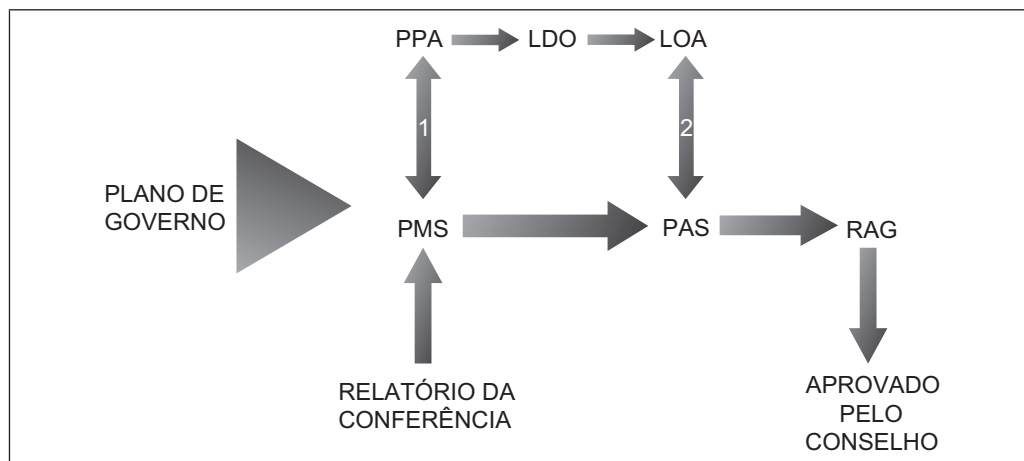 PPA LDO LOA
1 2
PLANO DE
GOVERNO
PMS PAS RAG
RELATÓRIO DA
CONFERÊNCIA
APROVADO
PELO
CONSELHO